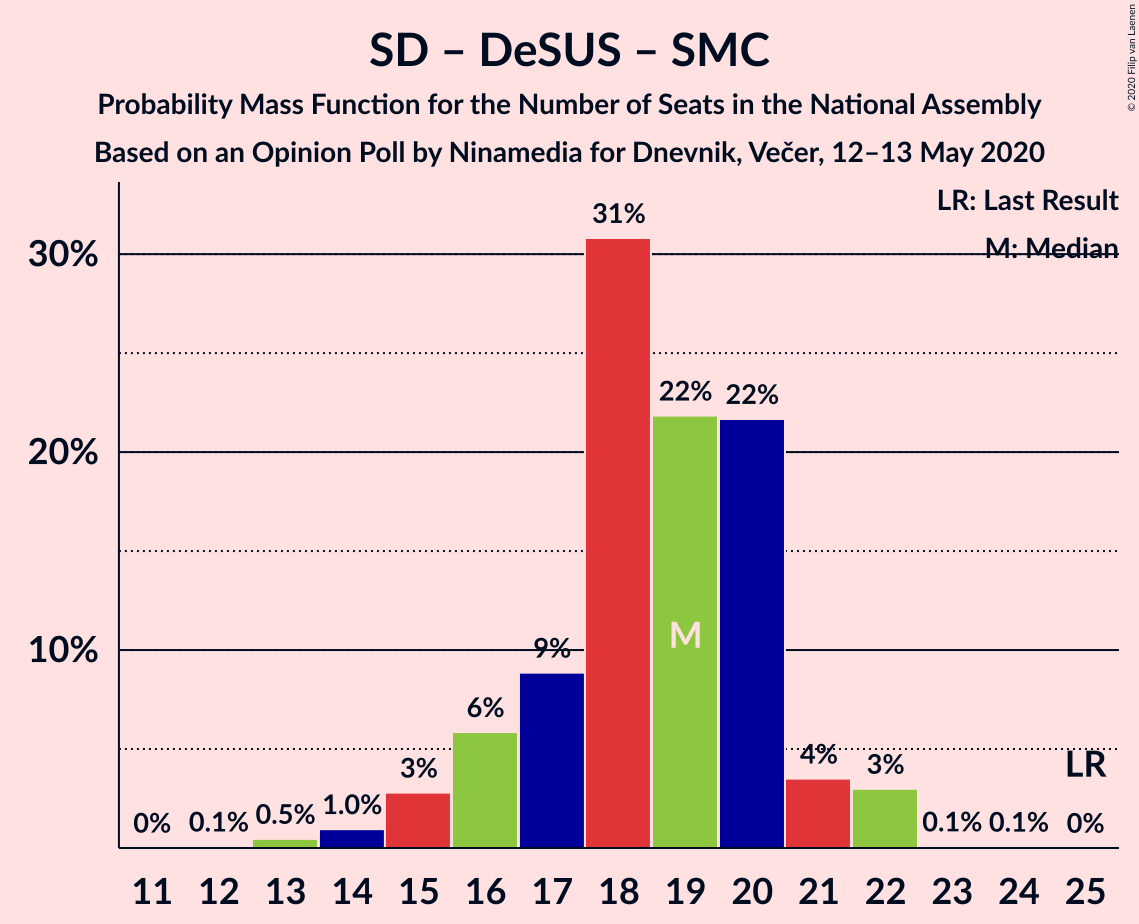 SD – DeSUS – SMC
Probability Mass Function for the Number of Seats in the National Assembly
Based on an Opinion Poll by Ninamedia for Dnevnik, Večer, 12–13 May 2020
© 2020 Filip van Laenen
LR: Last Result
M: Median
30%
20%
10%
0%
0.1%
0.5%
1.0%
3%
6%
9%
31%
22%
22%
4%
3%
0.1%
0.1%
0%
M
LR
11 12 13 14 15 16 17 18 19 20 21 22 23 24 25